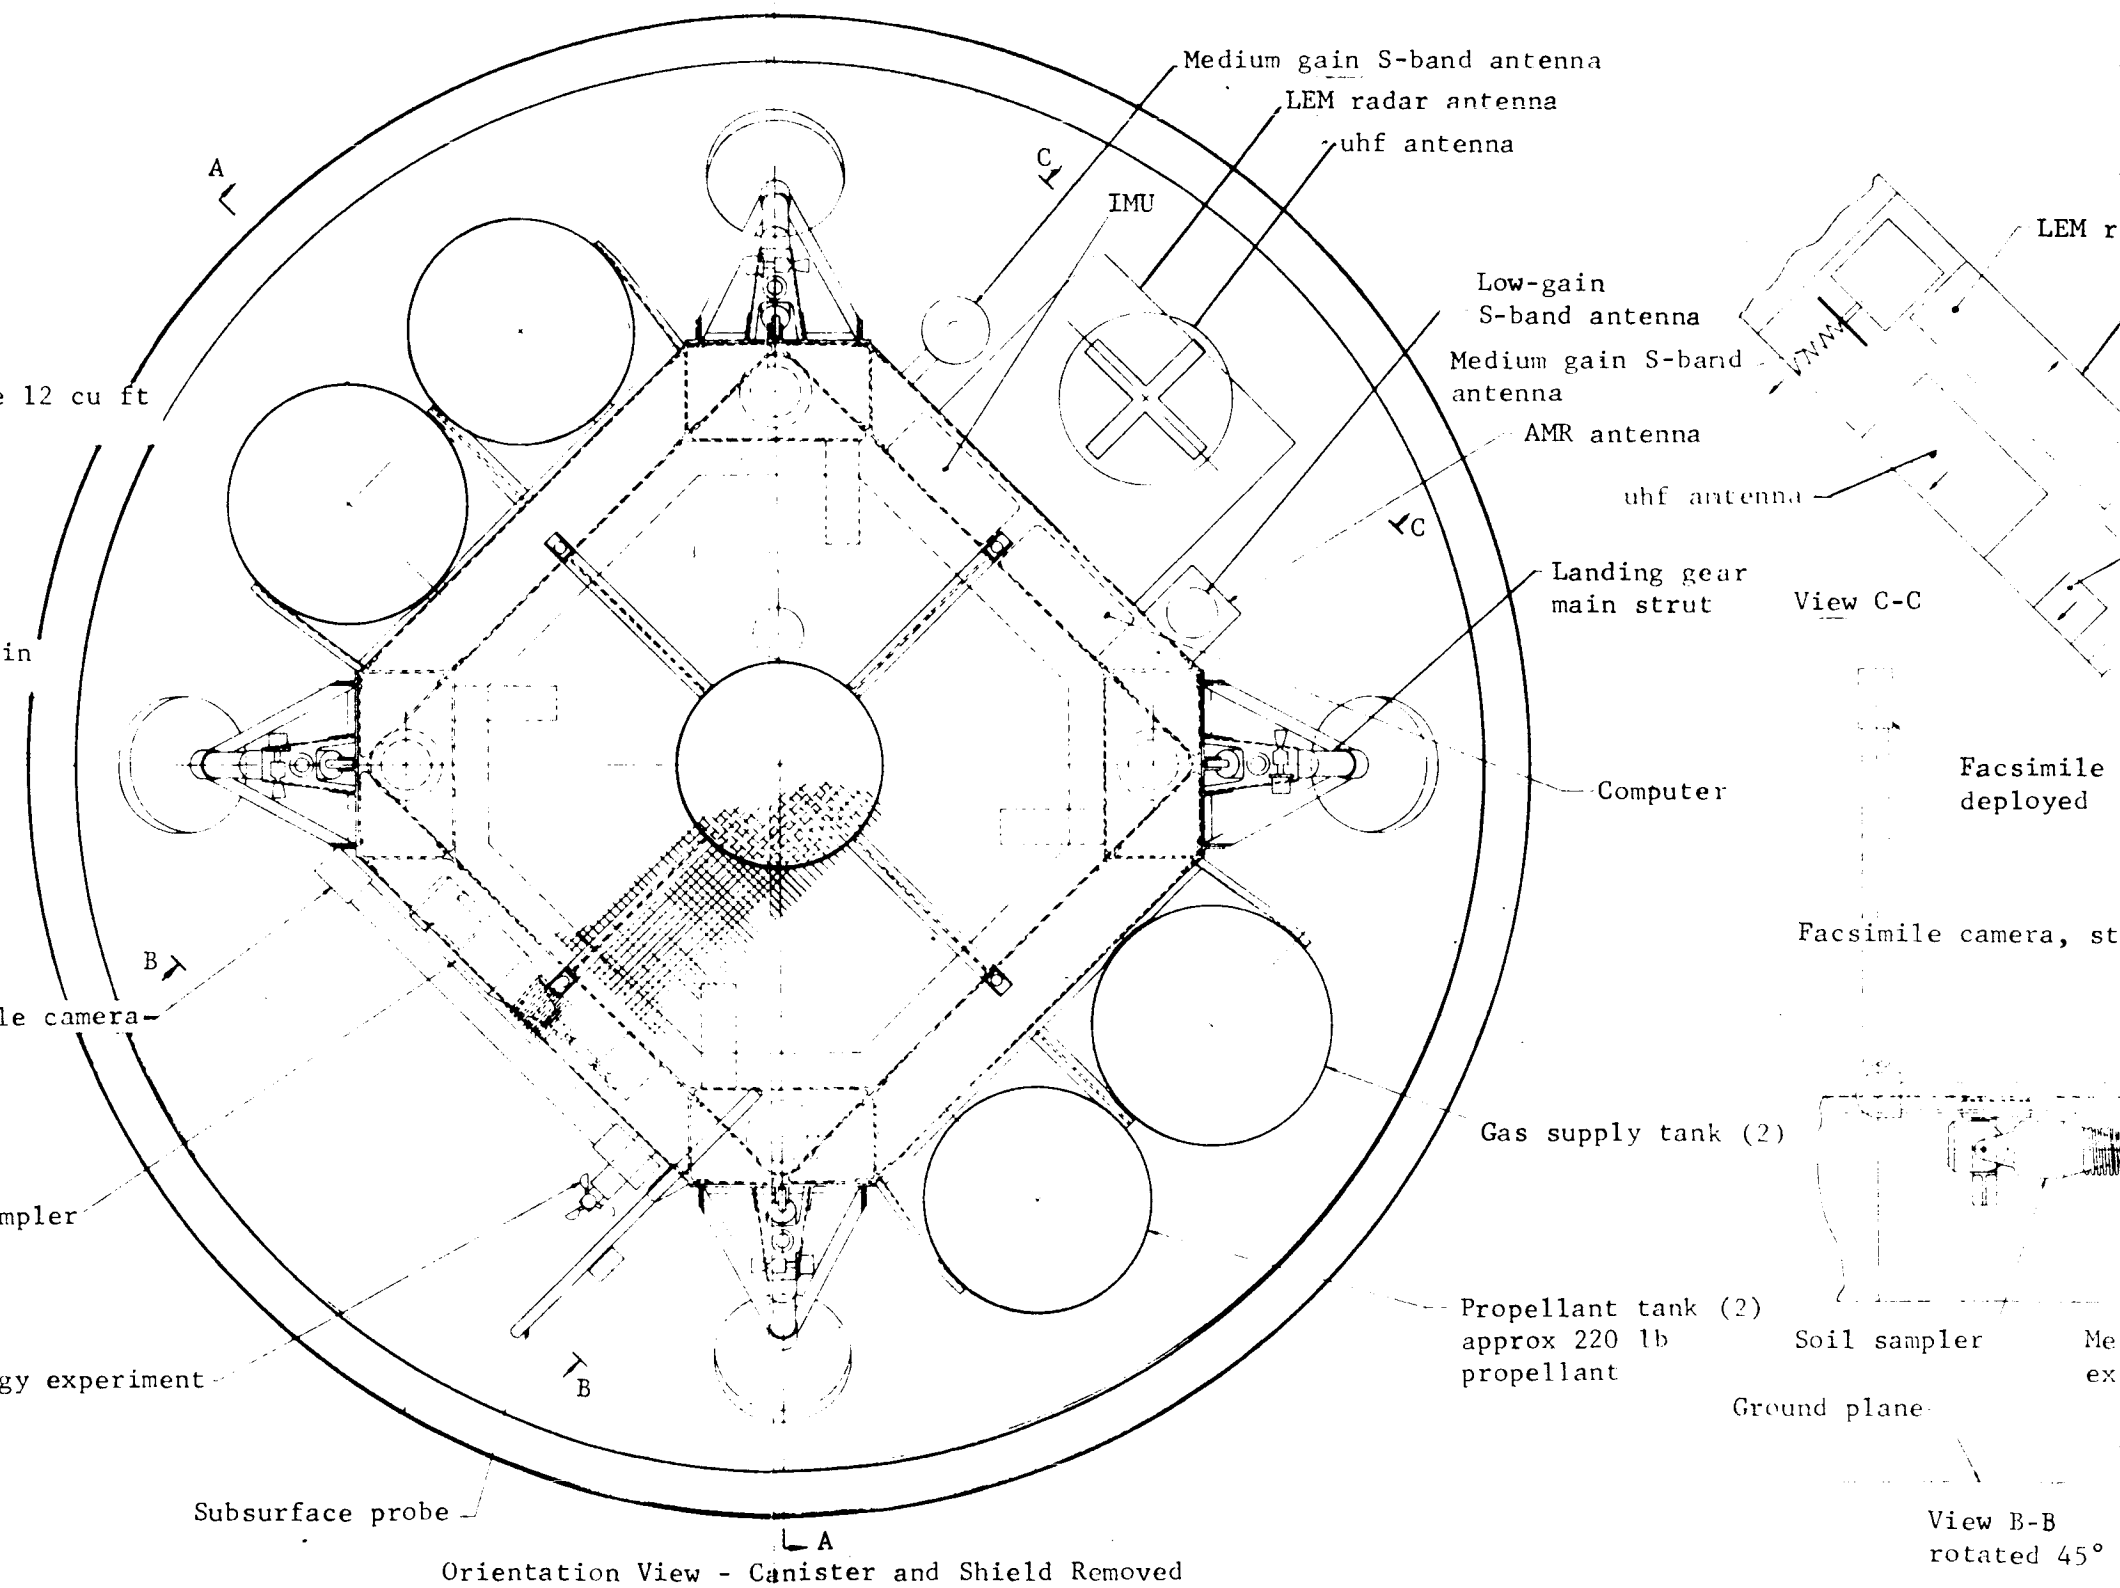 Medium gain S-band antenna
LEM radar antenna
uhf antenna
A
C
IMU
LEM r
Low-gain
S-band antenna
Medium gain S-band
antenna
e 12 cu ft
AMR antenna
uhf antenna
C
Landing gear
main strut
View C-C
in
Facsimile
deployed
Computer
Facsimile camera, st
B
le camera
Gas supply tank (2)
mpler
Propellant tank (2)
approx 220 lb
propellant
Soil sampler
Me
ex
gy experiment
B
Ground plane
Subsurface probe
View B-B
rotated 45°
A
Orientation View - Canister and Shield Removed